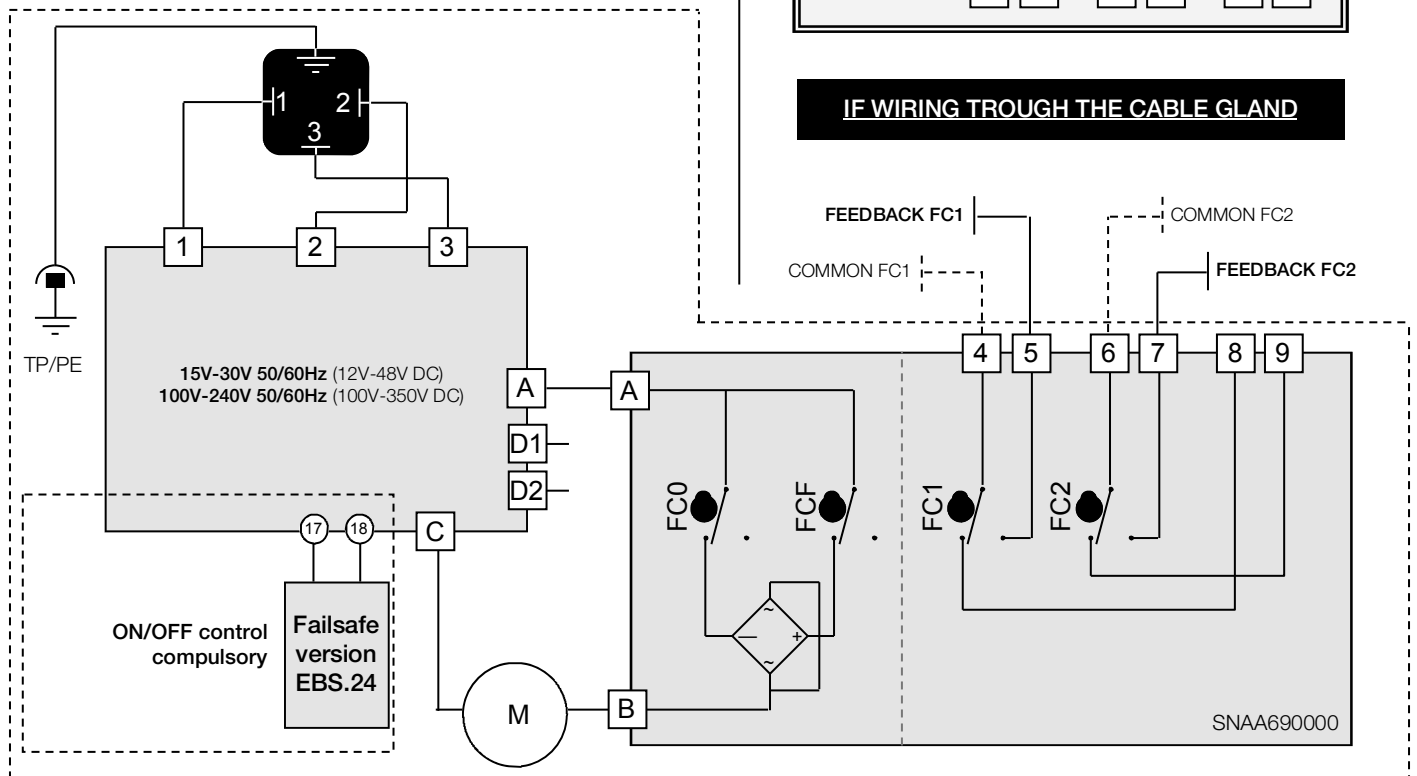 IF WIRING TROUGH THE CABLE GLAND
1
2
3
FEEDBACK FC1
COMMON FC2
COMMON FC1
FEEDBACK FC2
1
2
3
4
5
6
7
8
9
TP/PE
15V-30V 50/60Hz (12V-48V DC)
100V-240V 50/60Hz (100V-350V DC)
A
A
D1
D2
FC0
FCF
FC1
FC2
17
18
C
ON/OFF control
compulsory
Failsafe
version
EBS.24
~
—
+
~
M
B
SNAA690000